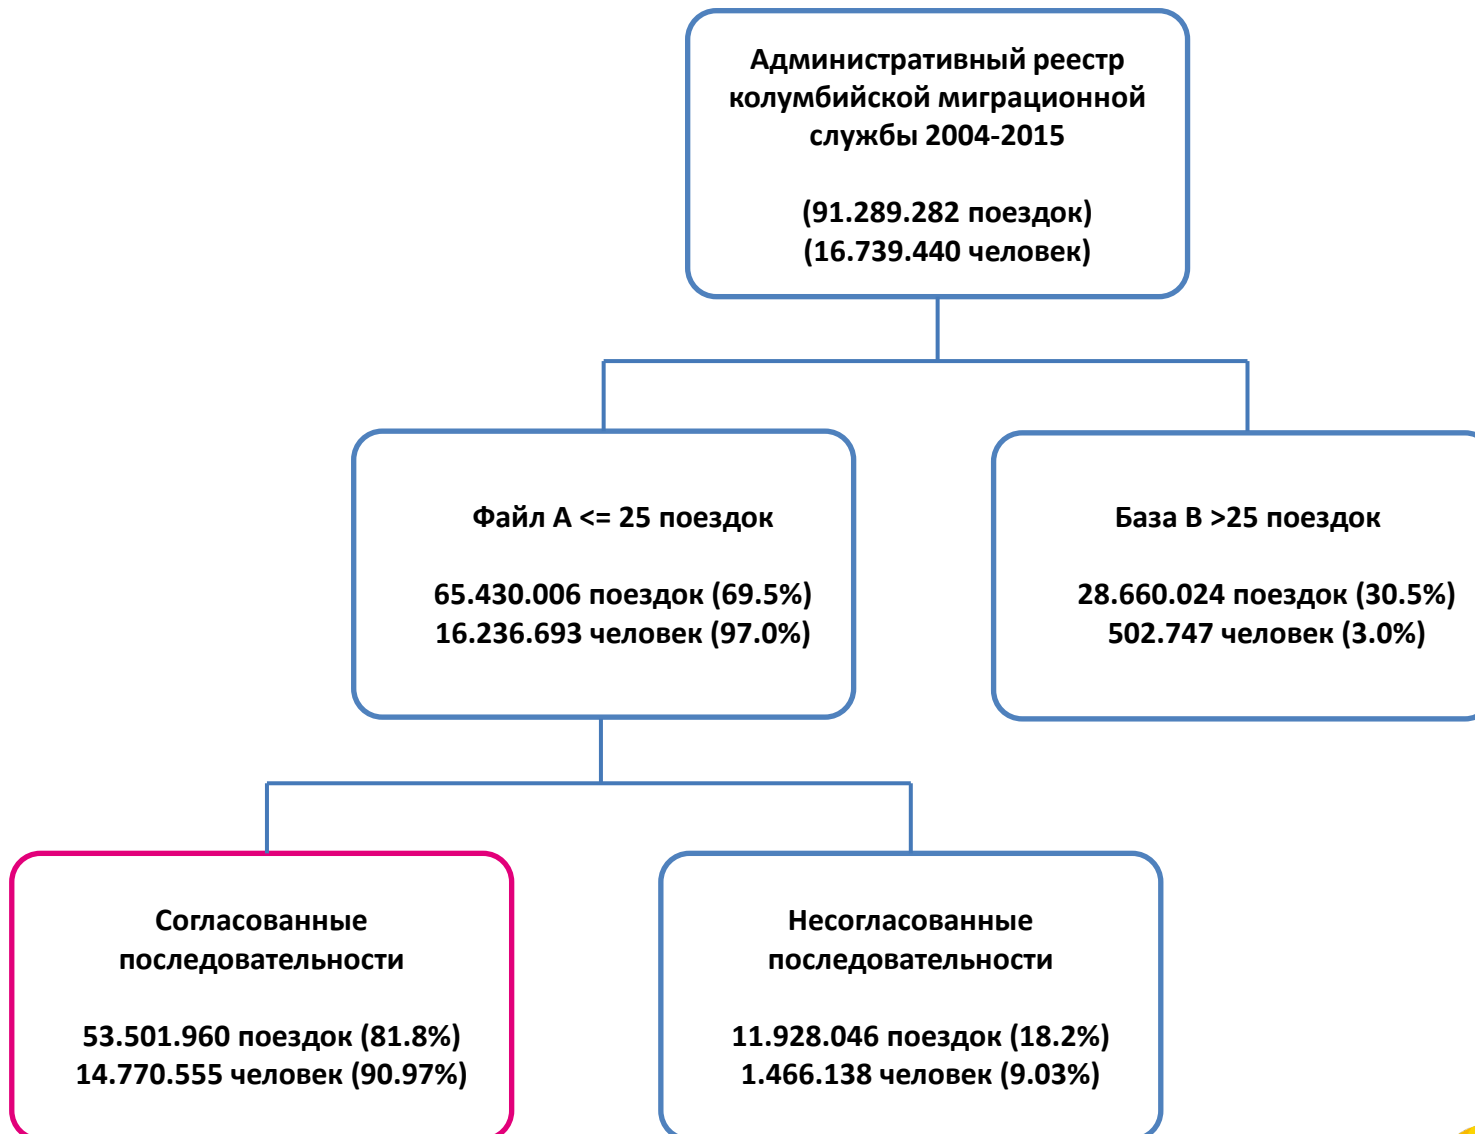 Административный реестр
колумбийской миграционной
службы 2004-2015
(91.289.282 поездок)
(16.739.440 человек)
Файл А <= 25 поездок
65.430.006 поездок (69.5%)
16.236.693 человек (97.0%)
База В >25 поездок
28.660.024 поездок (30.5%)
502.747 человек (3.0%)
Согласованные
последовательности
53.501.960 поездок (81.8%)
14.770.555 человек (90.97%)
Несогласованные
последовательности
11.928.046 поездок (18.2%)
1.466.138 человек (9.03%)